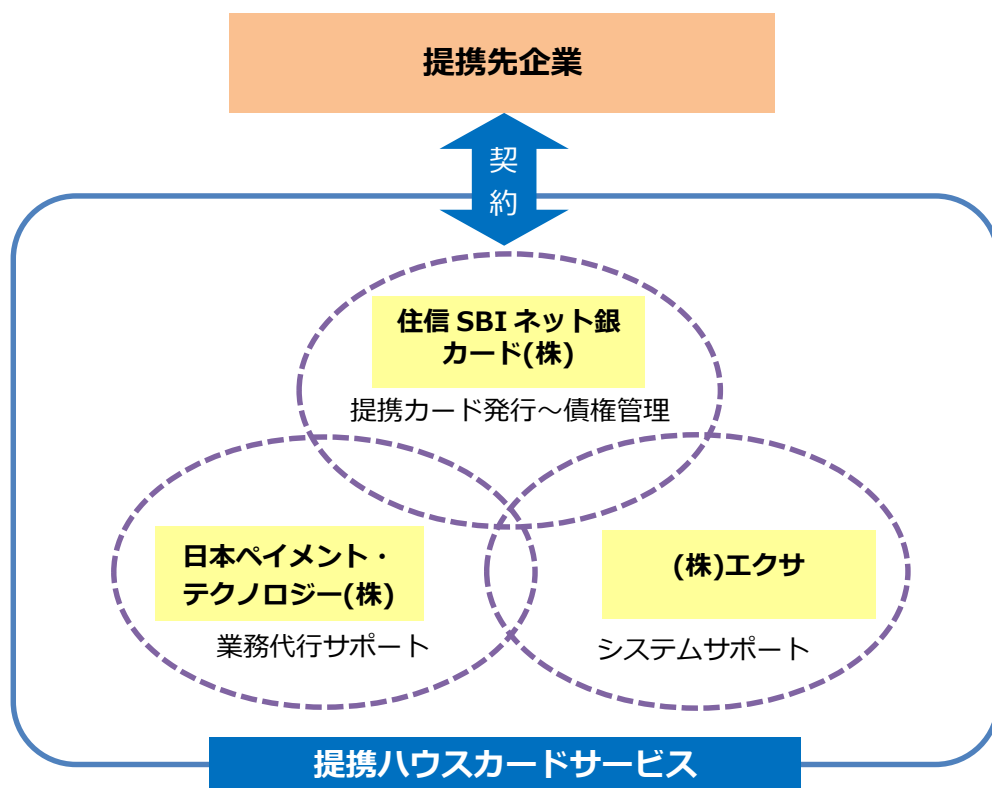 提携先企業
契
約
住信 SBI ネット銀
カード(株)
提携カード発行～債権管理
日本ペイメント・
テクノロジー(株)
業務代行サポート
(株)エクサ
システムサポート
提携ハウスカードサービス